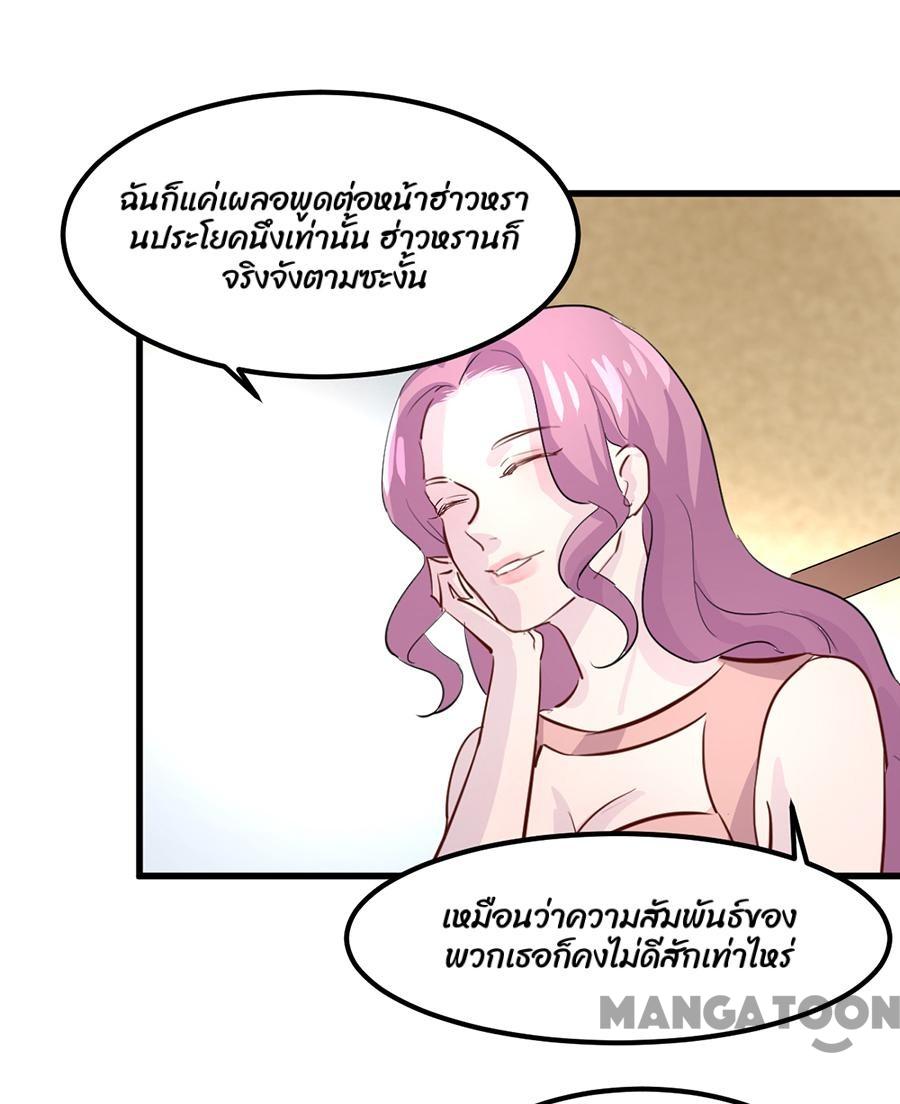 ฉันก็แค่เผลอพูดต่อหน้าฮ่าวหรา
นประโยคนึงเท่านั้น ฮ่าวหรานก็
จริงจังตามซะงั้น
เหมือนว่าความสัมพันธ์ของ
พวกเธอก็คงไม่ดีสักเท่าไหร่
MANGATOON